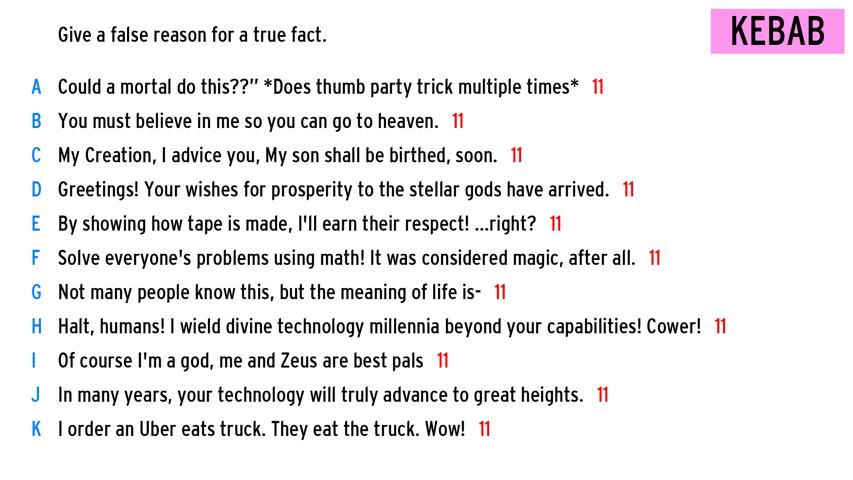 Give a false reason for a true fact.
KEBAB
A Could a mortal do this??" *Does thumb party trick multiple times* 11
B You must believe in me so you can go to heaven. 11
C My Creation, I advice you, My son shall be birthed, soon. 11
D Greetings! Your wishes for prosperity to the stellar gods have arrived. 11
E By showing how tape is made, I'll earn their respect! ...right? 11
F Solve everyone's problems using math! It was considered magic, after all. 11
G Not many people know this, but the meaning of life is- 11
H Halt, humans! I wield divine technology millennia beyond your capabilities! Cower! 11
I Of course I'm a god, me and Zeus are best pals 11
J In many years, your technology will truly advance to great heights. 11
K I order an Uber eats truck. They eat the truck. Wow! 11